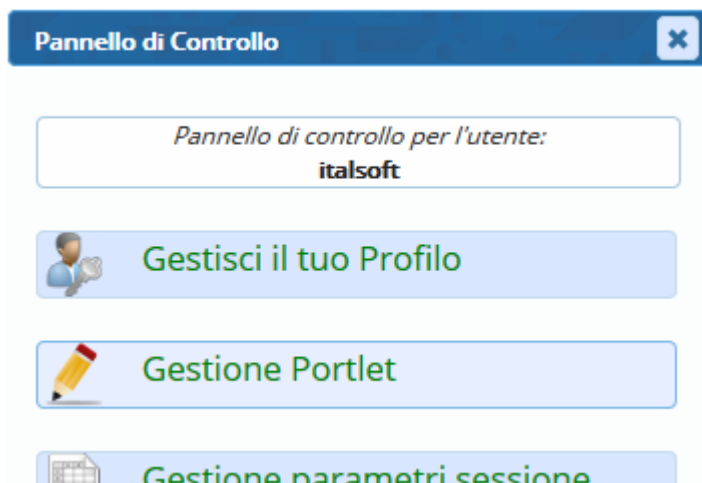 Pannello di Controllo
Pannello di controllo per l'utente:
italsoft
Gestisci il tuo Profilo
Gestione Portlet
Gestione parametri sessione